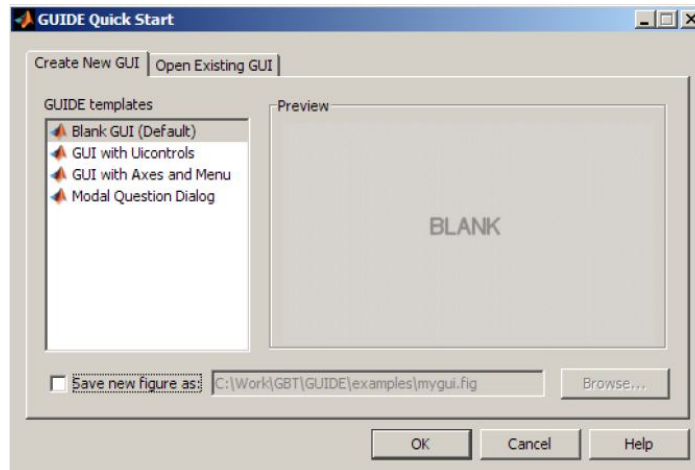 GUIDE Quick Start
Create New GUI Open Existing GUI
GUIDE templates
Preview
Blank GUI (Default)
GUI with Uicontrols
GUI with Axes and Menu
Modal Question Dialog
BLANK
Save new figure as: C:\Work\GBT\GUIDE\examples\mygui.fig Browse...
OK Cancel Help